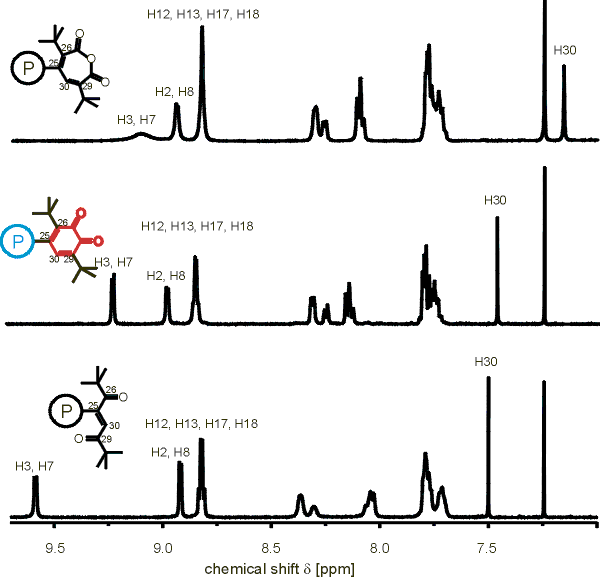 H12, H13, H17, H18
26
O
O
P
25
H30
30
29
O
H2, H8
H3, H7
H30
26
O
H12, H13, H17, H18
P
25
O
30
29
H3, H7
H2, H8
H30
26
O
P
25
H12, H13, H17, H18
30
O
29
H2, H8
H3, H7
9.5 9.0 8.5 8.0 7.5
chemical shift δ [ppm]